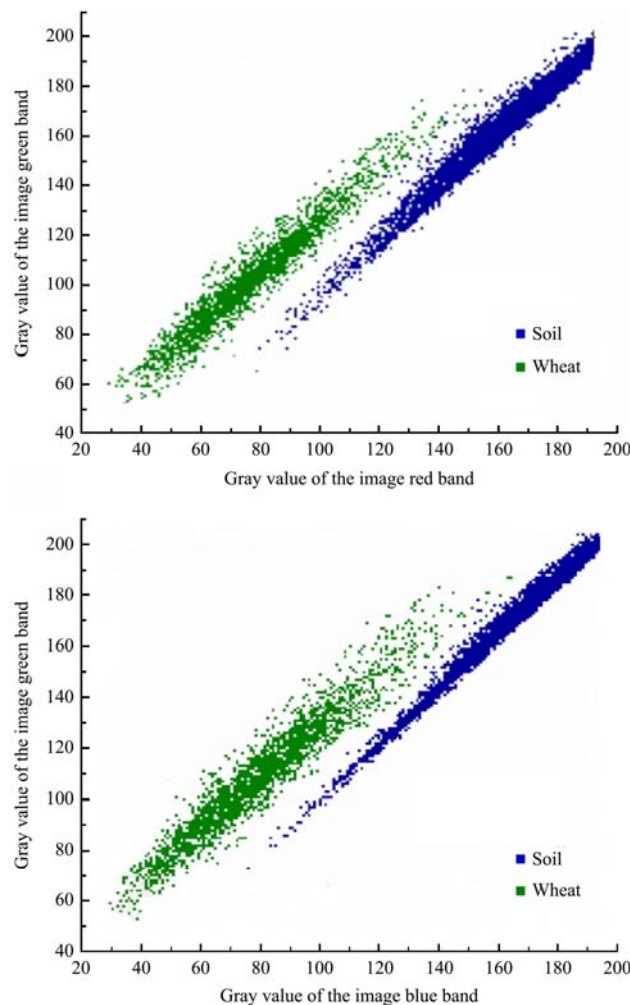 Gray value of the image green band
200
180
160
140
120
100
80
60
40
Soil
Wheat
20 40 60 80 100 120 140 160 180 200
Gray value of the image red band
Gray value of the image green band
200
180
160
140
120
100
80
60
40
Soil
Wheat
20 40 60 80 100 120 140 160 180 200
Gray value of the image blue band